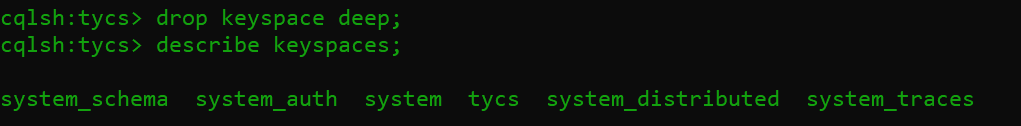 cqlsh:tycs> drop keyspace deep;
cqlsh:tycs> describe keyspaces;
system_schema  system_auth  system  tycs  system_distributed  system_traces